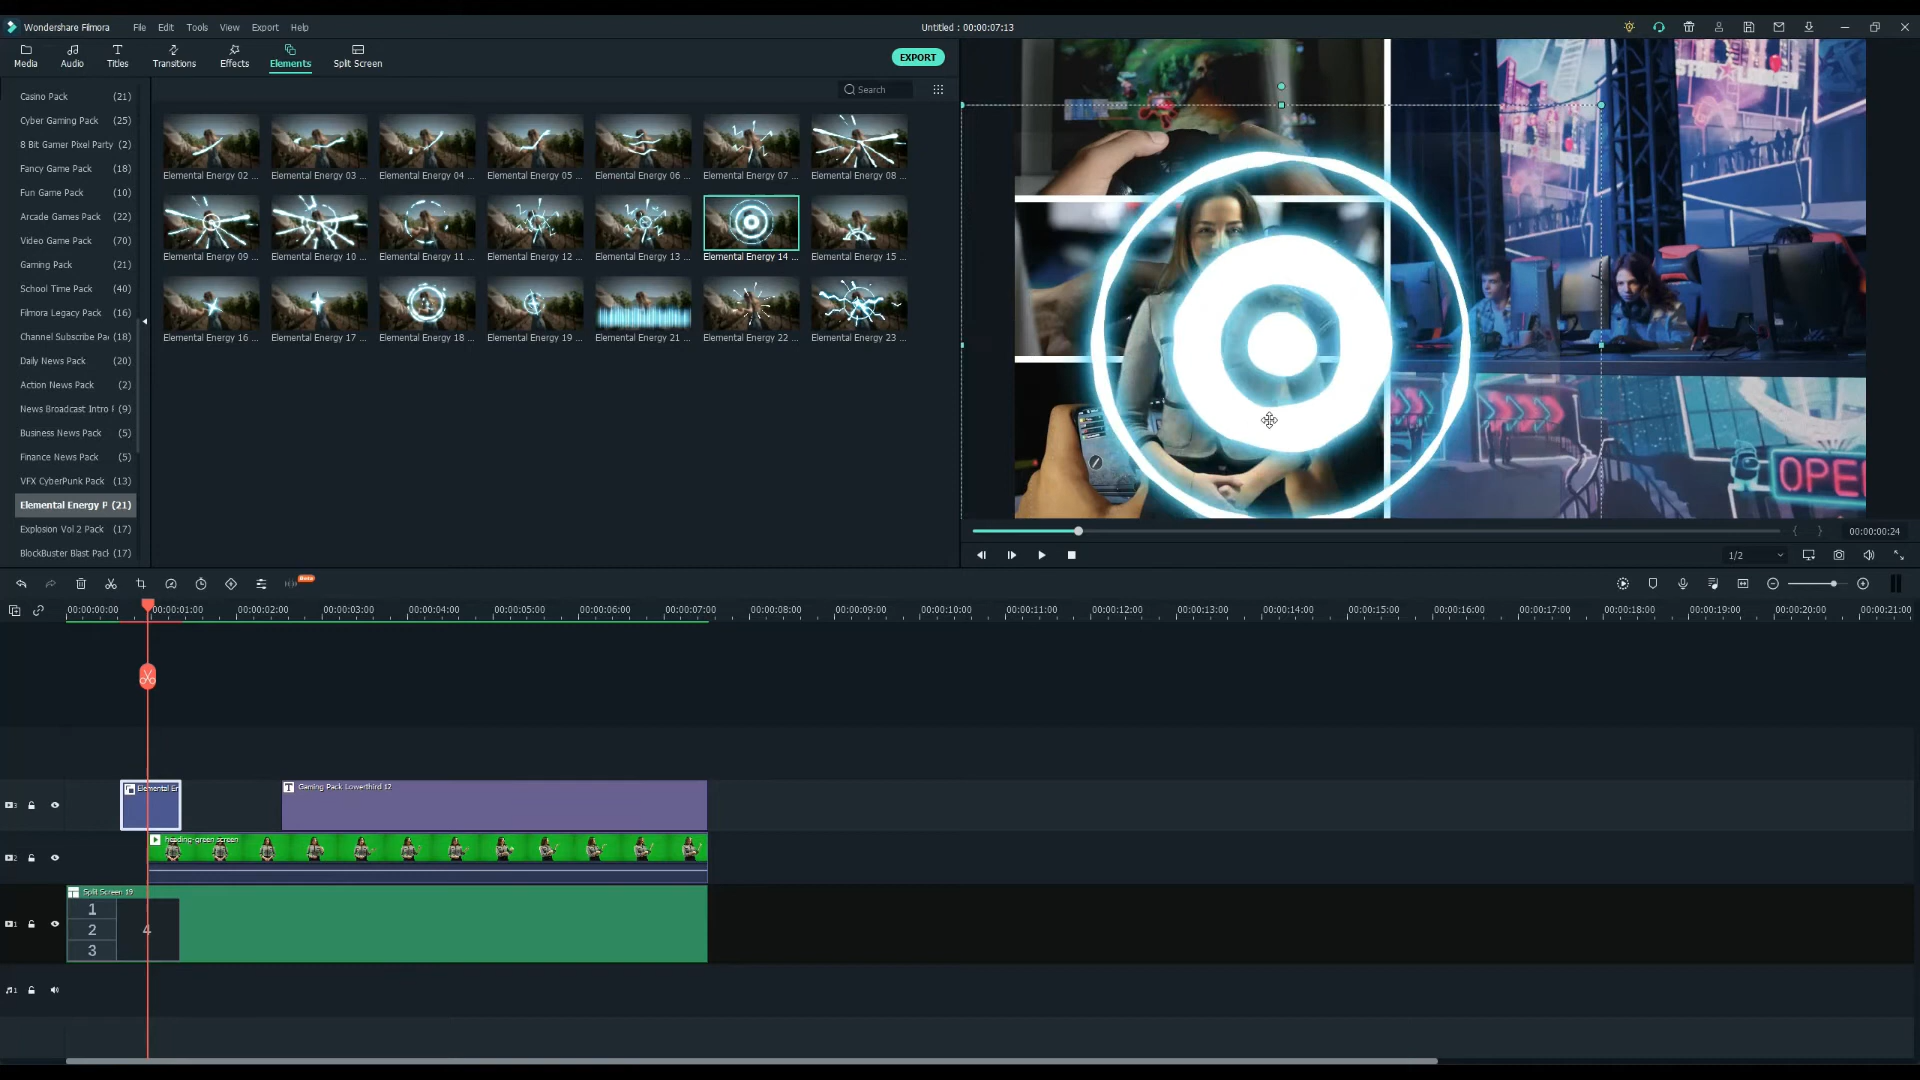 Wondershare Filmora File Edit Tools View Export Help Untitled : 00:00:07:13
Media Audio Titles Transitions Effects Elements Split Screen EXPORT
Search
Casino Pack (21)
Cyber Gaming Pack (25)
8 Bit Gamer Pixel Party (2)
Fancy Game Pack (18)
Fun Game Pack (10)
Arcade Games Pack (22)
Video Game Pack (70)
Gaming Pack (21)
School Time Pack (40)
Filmora Legacy Pack (16)
Channel Subscribe Pac (18)
Daily News Pack (20)
Action News Pack (2)
News Broadcast Intro P (9)
Business News Pack (5)
Finance News Pack (5)
VFX CyberPunk Pack (13)
Elemental Energy P (21)
Explosion Vol 2 Pack (17)
BlockBuster Blast Pack (17)
Elemental Energy 02 ... Elemental Energy 03 ... Elemental Energy 04 ... Elemental Energy 05 ... Elemental Energy 06 ... Elemental Energy 07 ... Elemental Energy 08 ...
Elemental Energy 09 ... Elemental Energy 10 ... Elemental Energy 11 ... Elemental Energy 12 ... Elemental Energy 13 ... Elemental Energy 14 ... Elemental Energy 15 ...
Elemental Energy 16 ... Elemental Energy 17 ... Elemental Energy 18 ... Elemental Energy 19 ... Elemental Energy 21 ... Elemental Energy 22 ... Elemental Energy 23 ...
OPE
{ } 00:00:00:24
1/2
Beta
00:00:00:00 00:00:01:00 00:00:02:00 00:00:03:00 00:00:04:00 00:00:05:00 00:00:06:00 00:00:07:00 00:00:08:00 00:00:09:00 00:00:10:00 00:00:11:00 00:00:12:00 00:00:13:00 00:00:14:00 00:00:15:00 00:00:16:00 00:00:17:00 00:00:18:00 00:00:19:00 00:00:20:00 00:00:21:00
3 Elemental En Gaming Pack Lowerthird 12
2 heading-green screen
Split Screen 19
1
1
2
3
4
1